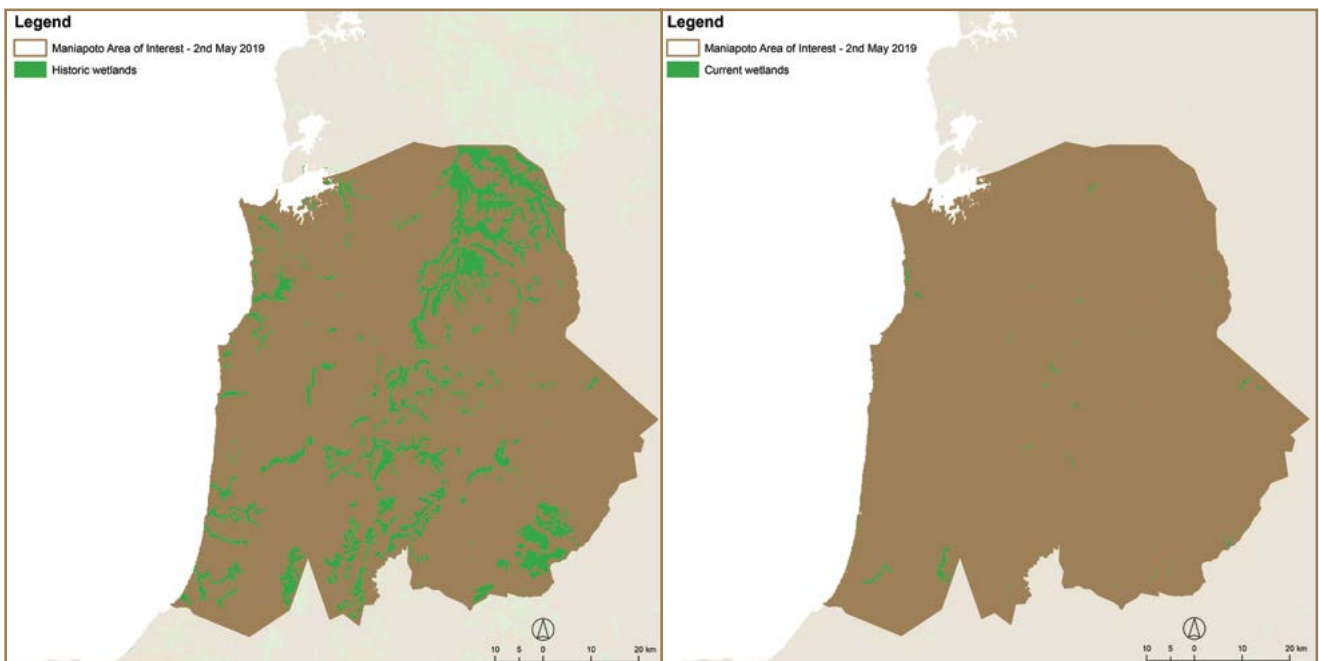 Legend
Maniapoto Area of Interest - 2nd May 2019
Historic wetlands
10 5 0 10 20 km
Legend
Maniapoto Area of Interest - 2nd May 2019
Current wetlands
10 5 0 10 20 km